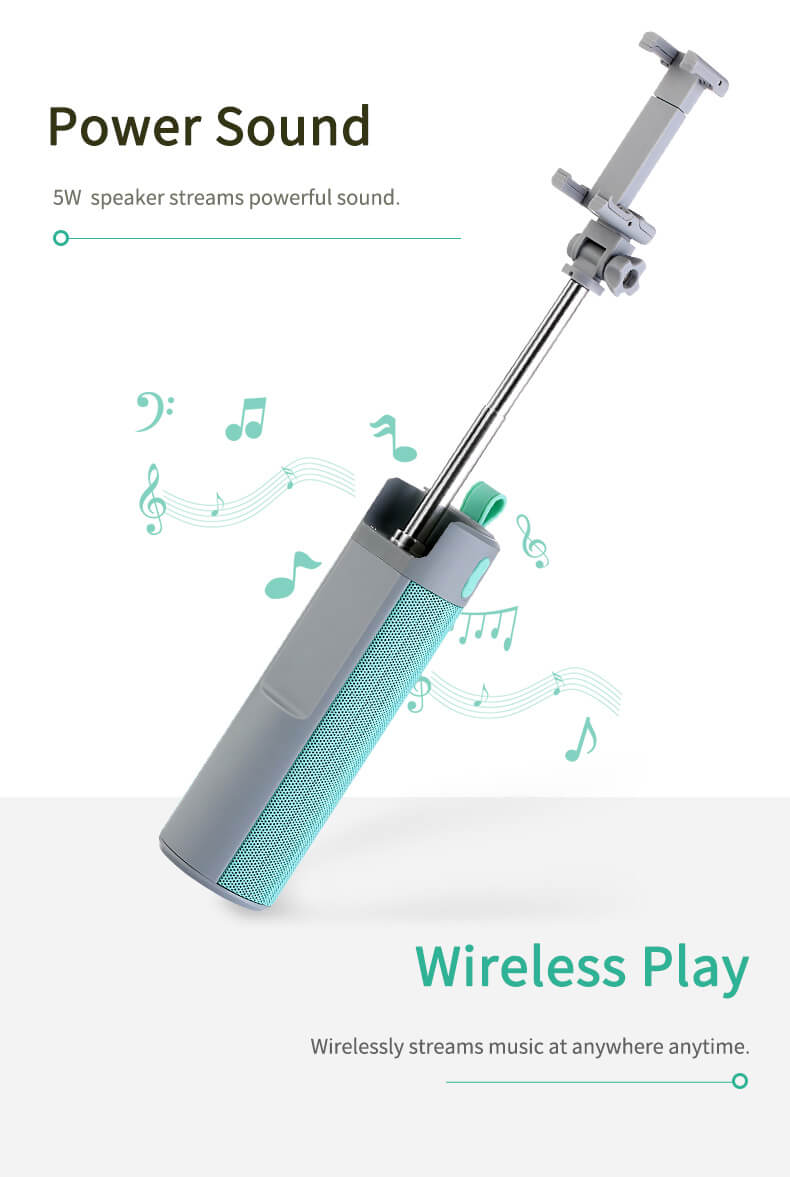 Power Sound
5W  speaker streams powerful sound.
Wireless Play
Wirelessly streams music at anywhere anytime.